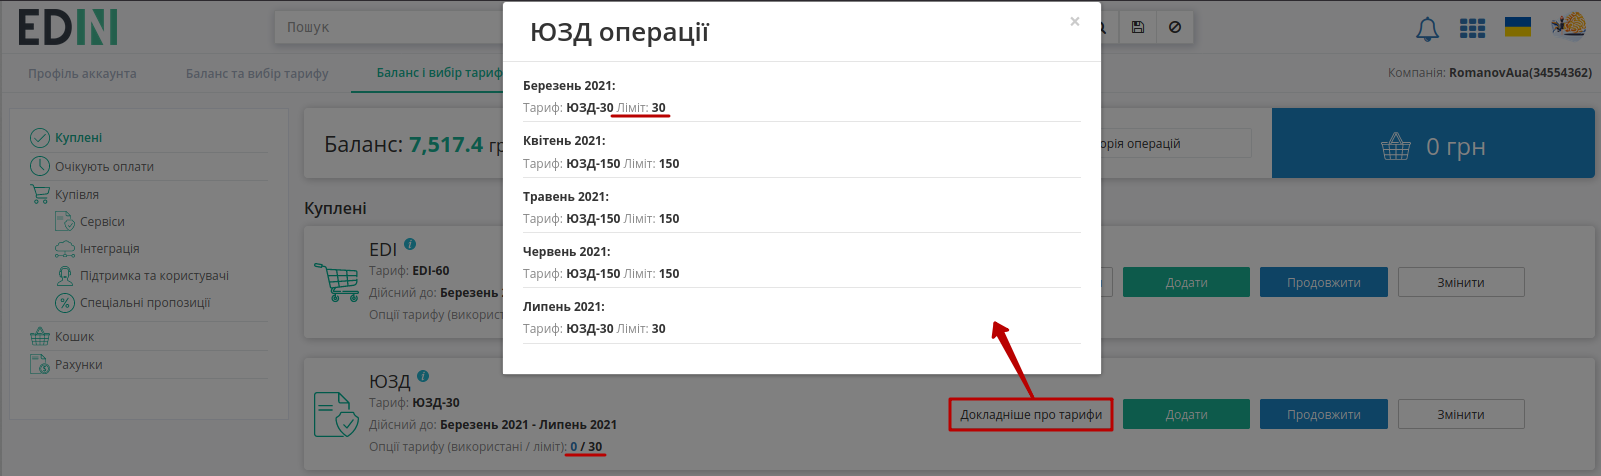 EDIN
Пошук
ЮЗД операції
×
Профіль аккаунта
Баланс та вибір тарифу
Баланс і вибір тариф
Компанія: RomanovAua(34554362)
Березень 2021:
Тариф: ЮЗД-30 Ліміт: 30
Квітень 2021:
Тариф: ЮЗД-150 Ліміт: 150
Травень 2021:
Тариф: ЮЗД-150 Ліміт: 150
Червень 2021:
Тариф: ЮЗД-150 Ліміт: 150
Липень 2021:
Тариф: ЮЗД-30 Ліміт: 30
Куплені
Очікують оплати
Купівля
Сервіси
Інтеграція
Підтримка та користувачі
Спеціальні пропозиції
Кошик
Рахунки
Баланс: 7,517.4 гр
орія операцій
0 грн
Куплені
EDI
Тариф: EDI-60
Дійсний до: Березень 2
Опції тарифу (використ
Додати
Продовжити
Змінити
ЮЗД
Тариф: ЮЗД-30
Дійсний до: Березень 2021 - Липень 2021
Опції тарифу (використані / ліміт): 0 / 30
Докладніше про тарифи
Додати
Продовжити
Змінити